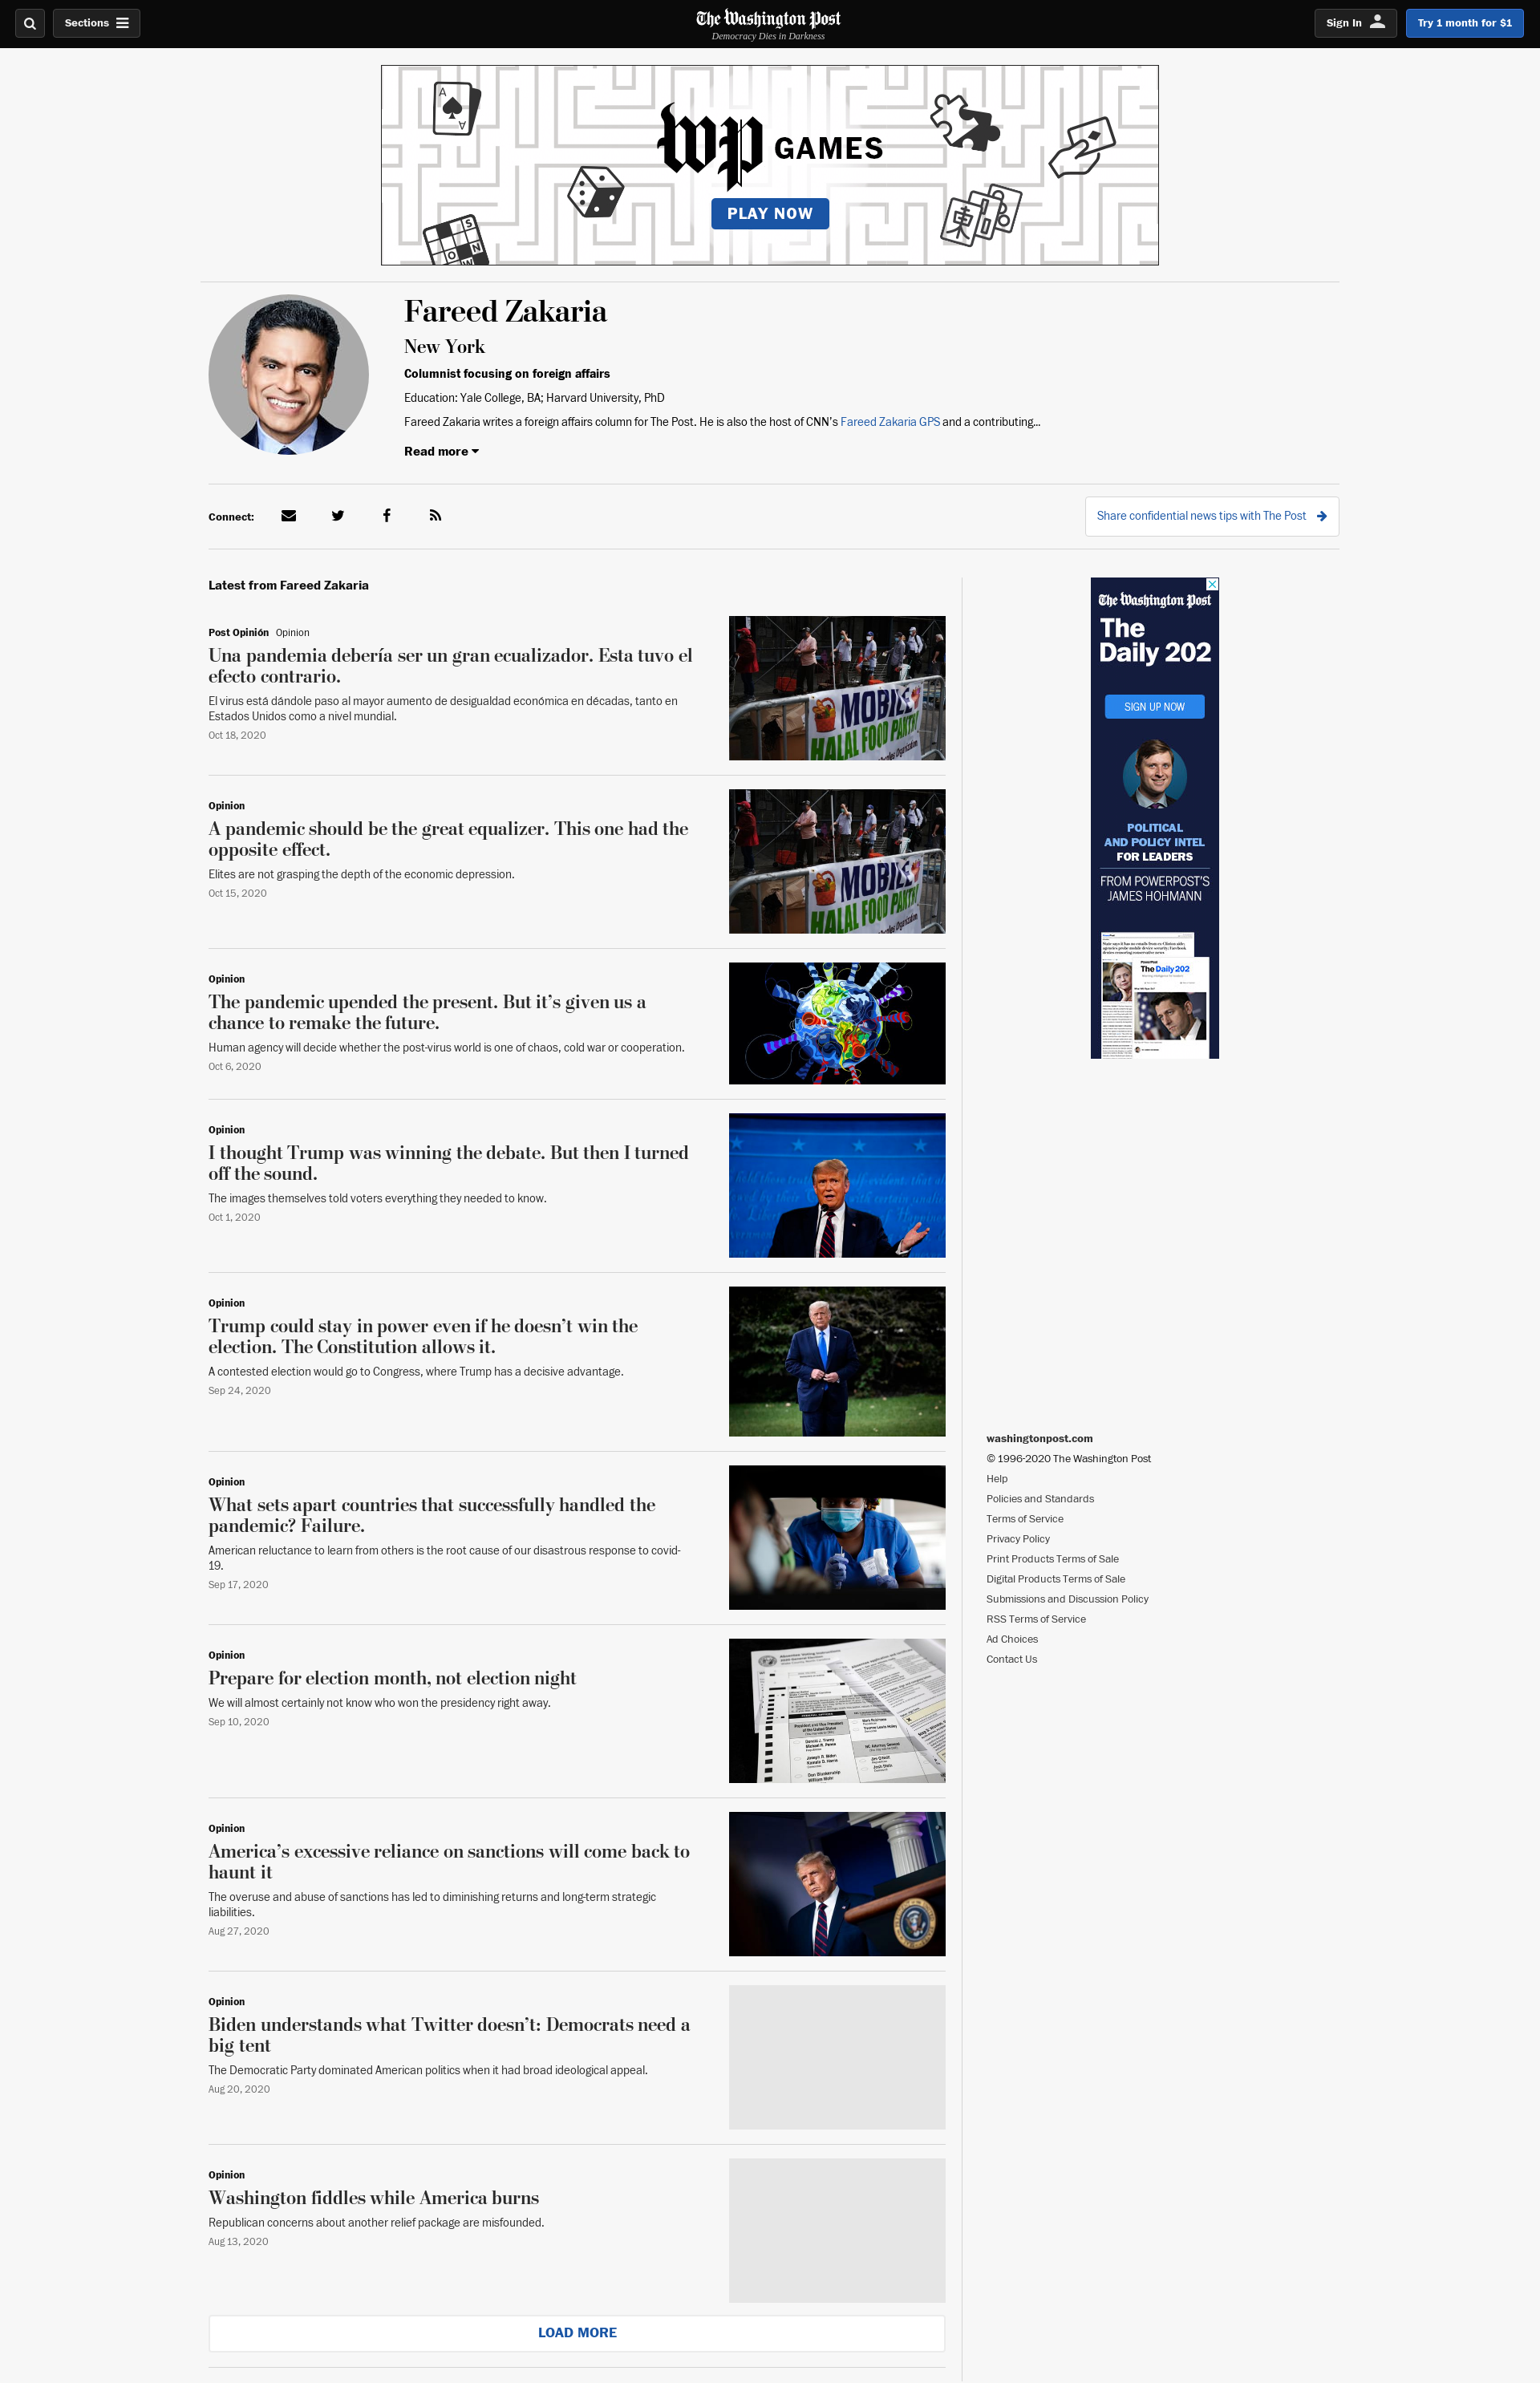 Sections
The Washington Post
Democracy Dies in Darkness
Sign In
Try 1 month for $1
A
A
wp GAMES
PLAY NOW
S
O N
W
東
Fareed Zakaria
New York
Columnist focusing on foreign affairs
Education: Yale College, BA; Harvard University, PhD
Fareed Zakaria writes a foreign affairs column for The Post. He is also the host of CNN’s Fareed Zakaria GPS and a contributing...
Read more
Connect:
Share confidential news tips with The Post
Latest from Fareed Zakaria
Post Opinión Opinion
Una pandemia debería ser un gran ecualizador. Esta tuvo el
efecto contrario.
El virus está dándole paso al mayor aumento de desigualdad económica en décadas, tanto en
Estados Unidos como a nivel mundial.
Oct 18, 2020
MOBILE
HALAL FOOD PANTRY
Opinion
A pandemic should be the great equalizer. This one had the
opposite effect.
Elites are not grasping the depth of the economic depression.
Oct 15, 2020
MOBILE
HALAL FOOD PANTRY
Opinion
The pandemic upended the present. But it’s given us a
chance to remake the future.
Human agency will decide whether the post-virus world is one of chaos, cold war or cooperation.
Oct 6, 2020
Opinion
I thought Trump was winning the debate. But then I turned
off the sound.
The images themselves told voters everything they needed to know.
Oct 1, 2020
Opinion
Trump could stay in power even if he doesn’t win the
election. The Constitution allows it.
A contested election would go to Congress, where Trump has a decisive advantage.
Sep 24, 2020
Opinion
What sets apart countries that successfully handled the
pandemic? Failure.
American reluctance to learn from others is the root cause of our disastrous response to covid-
19.
Sep 17, 2020
Opinion
Prepare for election month, not election night
We will almost certainly not know who won the presidency right away.
Sep 10, 2020
Opinion
America’s excessive reliance on sanctions will come back to
haunt it
The overuse and abuse of sanctions has led to diminishing returns and long-term strategic
liabilities.
Aug 27, 2020
Opinion
Biden understands what Twitter doesn’t: Democrats need a
big tent
The Democratic Party dominated American politics when it had broad ideological appeal.
Aug 20, 2020
Opinion
Washington fiddles while America burns
Republican concerns about another relief package are misfounded.
Aug 13, 2020
LOAD MORE
The Washington Post
The
Daily 202
SIGN UP NOW
POLITICAL
AND POLICY INTEL
FOR LEADERS
FROM POWERPOST’S
JAMES HOHMANN
The Daily 202
washingtonpost.com
© 1996-2020 The Washington Post
Help
Policies and Standards
Terms of Service
Privacy Policy
Print Products Terms of Sale
Digital Products Terms of Sale
Submissions and Discussion Policy
RSS Terms of Service
Ad Choices
Contact Us